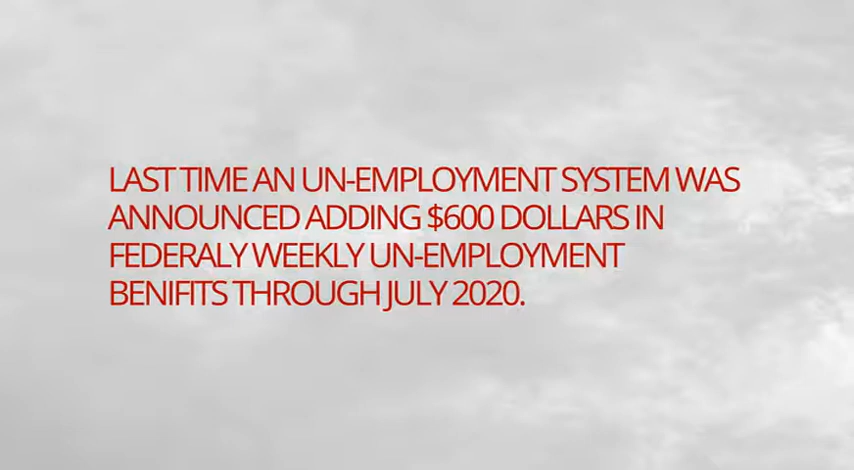 LAST TIME AN UN-EMPLOYMENT SYSTEM WAS
ANNOUNCED ADDING $600 DOLLARS IN
FEDERALY WEEKLY UN-EMPLOYMENT
BENIFITS THROUGH JULY 2020.